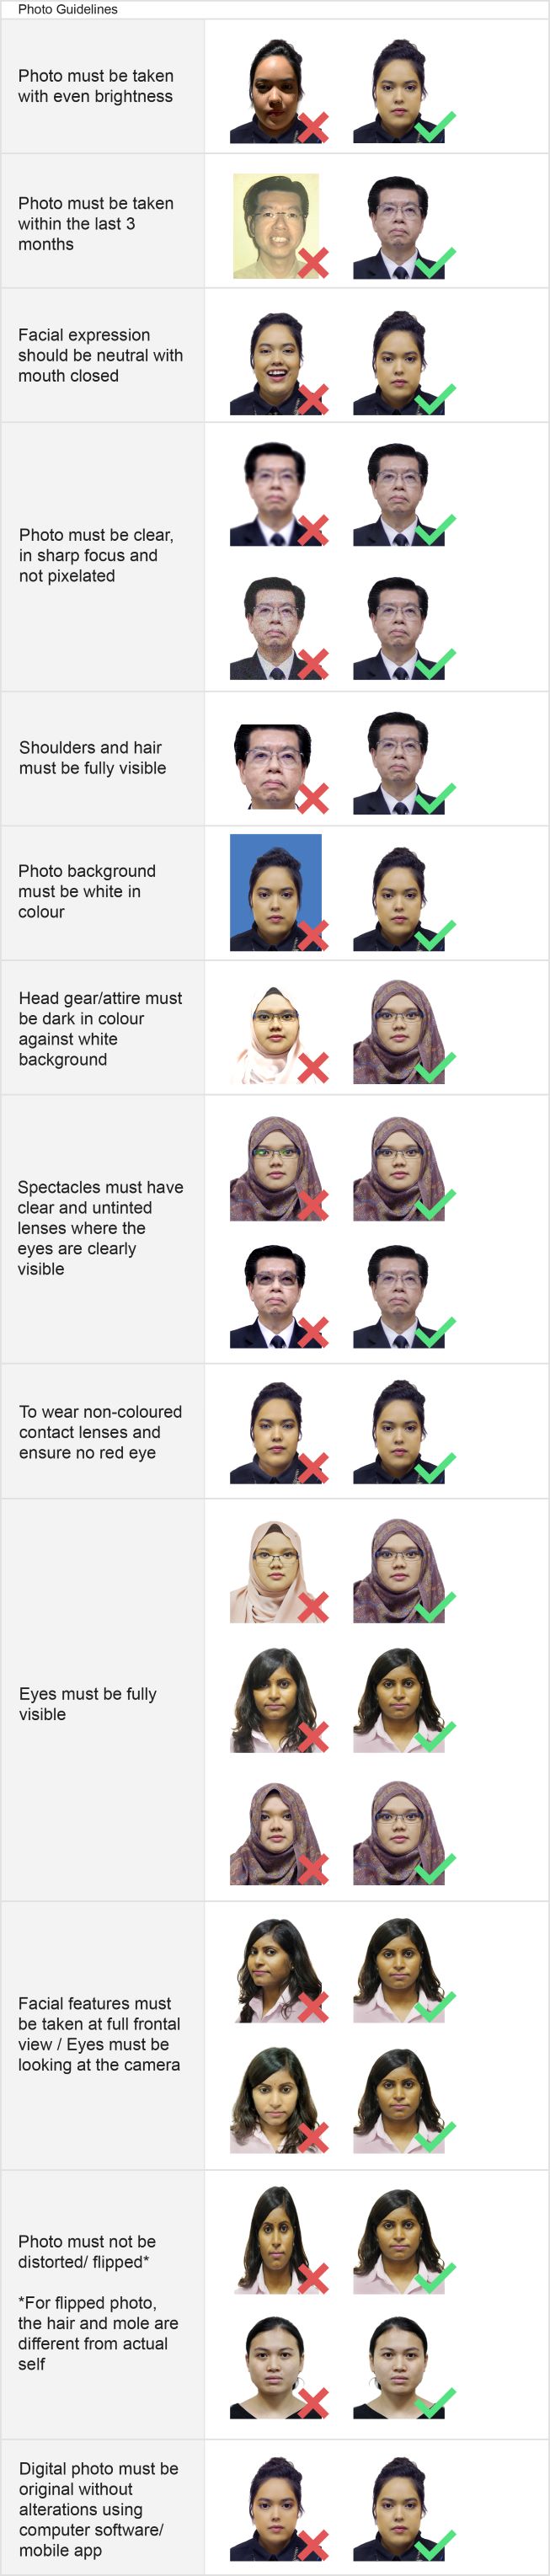 Photo Guidelines
Photo must be taken
with even brightness
Photo must be taken
within the last 3
months
Facial expression
should be neutral with
mouth closed
Photo must be clear,
in sharp focus and
not pixelated
Shoulders and hair
must be fully visible
Photo background
must be white in
colour
Head gear/attire must
be dark in colour
against white
background
Spectacles must have
clear and untinted
lenses where the
eyes are clearly
visible
To wear non-coloured
contact lenses and
ensure no red eye
Eyes must be fully
visible
Facial features must
be taken at full frontal
view / Eyes must be
looking at the camera
Photo must not be
distorted/ flipped*
*For flipped photo,
the hair and mole are
different from actual
self
Digital photo must be
original without
alterations using
computer software/
mobile app